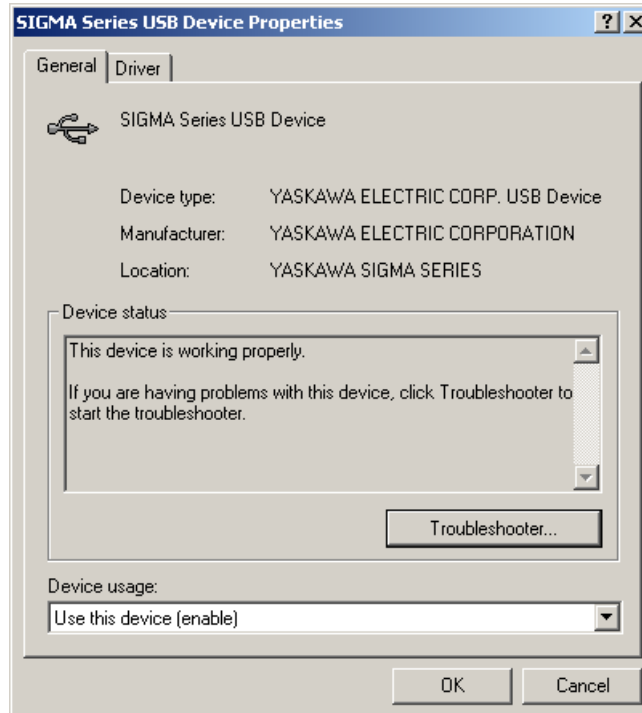 SIGMA Series USB Device Properties
General
Driver
SIGMA Series USB Device
Device type: YASKAWA ELECTRIC CORP. USB Device
Manufacturer: YASKAWA ELECTRIC CORPORATION
Location: YASKAWA SIGMA SERIES
Device status
This device is working properly.
If you are having problems with this device, click Troubleshooter to
start the troubleshooter.
Troubleshooter...
Device usage:
Use this device (enable)
OK
Cancel